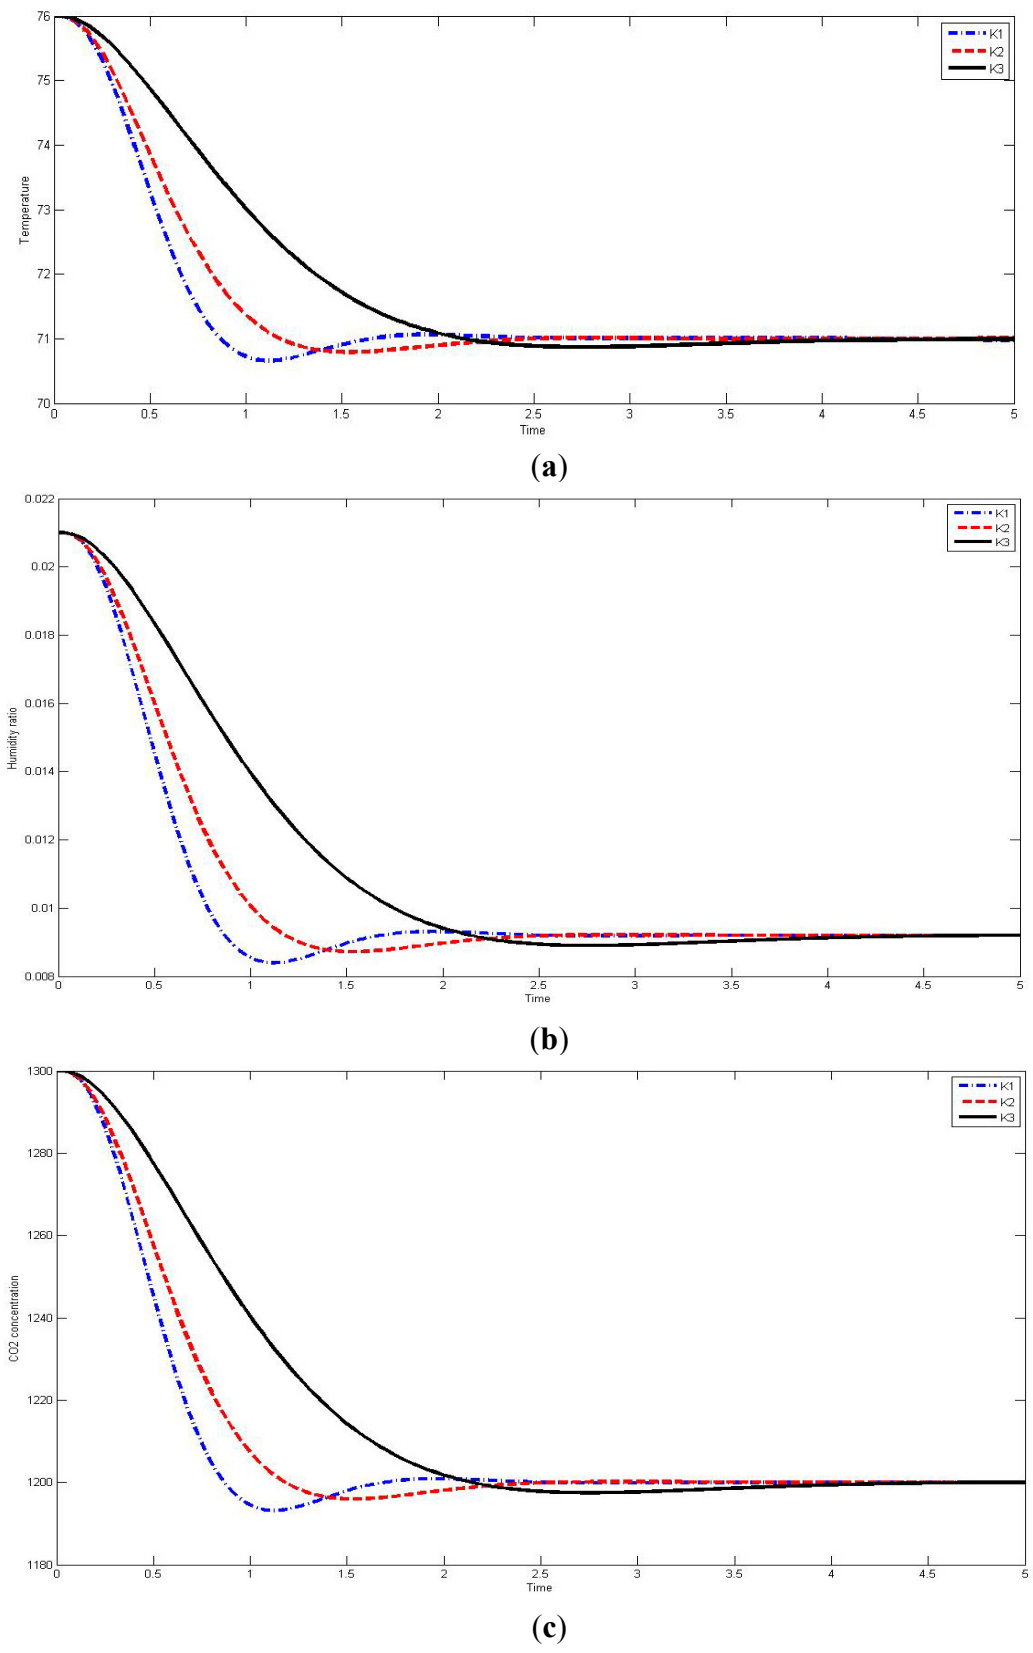 76
75
74
73
72
71
70
Temperature
K1
K2
K3
0 0.5 1 1.5 2 2.5 3 3.5 4 4.5 5
Time
(a)
0.022
0.02
0.018
0.016
0.014
0.012
0.01
0.008
Humidity ratio
K1
K2
K3
0 0.5 1 1.5 2 2.5 3 3.5 4 4.5 5
Time
(b)
1300
1280
1260
1240
1220
1200
1180
CO2 concentration
K1
K2
K3
0 0.5 1 1.5 2 2.5 3 3.5 4 4.5 5
Time
(c)